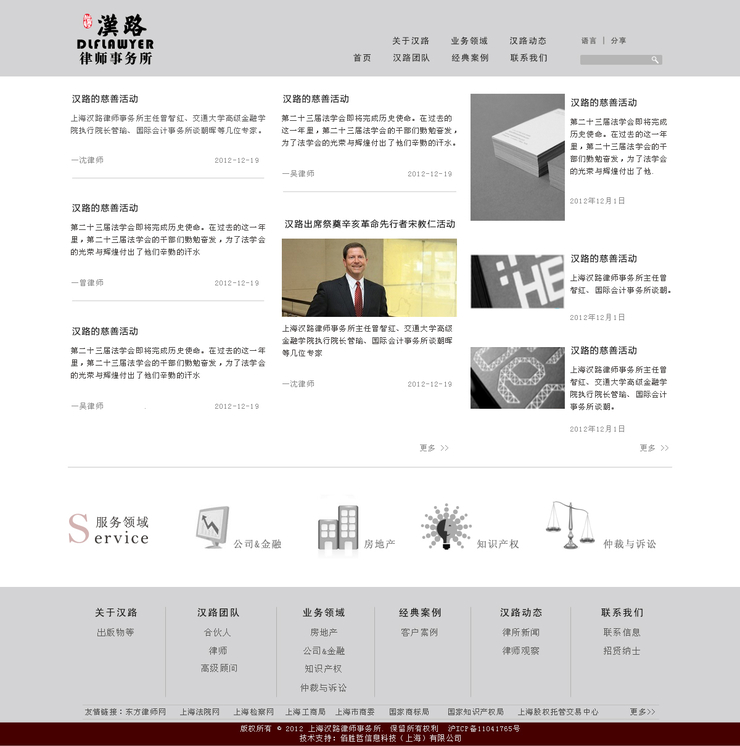 漢路
DLFLAWYER
律师事务所
关于汉路 业务领域 汉路动态 语言 | 分享
首页 汉路团队 经典案例 联系我们
汉路的慈善活动
上海汉路律师事务所主任曾智红、交通大学高级金融学
院执行院长管瑜、国际会计事务所谈朝晖等几位专家。
一沈律师 2012-12-19
汉路的慈善活动
第二十三届法学会即将完成历史使命。在过去的这一年
里，第二十三届法学会的干部们勤勉奋发，为了法学会
的光荣与辉煌付出了他们辛勤的汗水
一曾律师 2012-12-19
汉路的慈善活动
第二十三届法学会即将完成历史使命。在过去的这一年
里，第二十三届法学会的干部们勤勉奋发，为了法学会
的光荣与辉煌付出了他们辛勤的汗水
一吴律师 2012-12-19
汉路的慈善活动
第二十三届法学会即将完成历史使命。在过去的
这一年里，第二十三届法学会的干部们勤勉奋发，
为了法学会的光荣与辉煌付出了他们辛勤的汗水。
一吴律师 2012-12-19
汉路出席祭奠辛亥革命先行者宋教仁活动
上海汉路律师事务所主任曾智红、交通大学高级
金融学院执行院长管瑜、国际会计事务所谈朝晖
等几位专家
一沈律师 2012-12-19
更多 >>
汉路的慈善活动
第二十三届法学会即将完成
历史使命。在过去的这一年
里，第二十三届法学会的干
部们勤勉奋发，为了法学会
的光荣与辉煌付出了他.
2012年12月1日
汉路的慈善活动
上海汉路律师事务所主任曾
智红、国际会计事务所谈朝。
2012年12月1日
汉路的慈善活动
上海汉路律师事务所主任曾
智红、交通大学高级金融学
院执行院长管瑜、国际会计
事务所谈朝。
2012年12月1日
更多 >>
服务领域
Service
公司&金融 房地产 知识产权 仲裁与诉讼
关于汉路 汉路团队 业务领域 经典案例 汉路动态 联系我们
出版物等 合伙人 房地产 客户案例 律所新闻 联系信息
律师 公司&金融 律师观察 招贤纳士
高级顾问 知识产权
仲裁与诉讼
友情链接：东方律师网 上海法院网 上海检察网 上海工商局 上海市商委 国家商标局 国家知识产权局 上海股权托管交易中心 更多>>
版权所有 © 2012 上海汉路律师事务所. 保留所有权利 沪ICP备11041765号
技术支持：佰胜哲信息科技（上海）有限公司